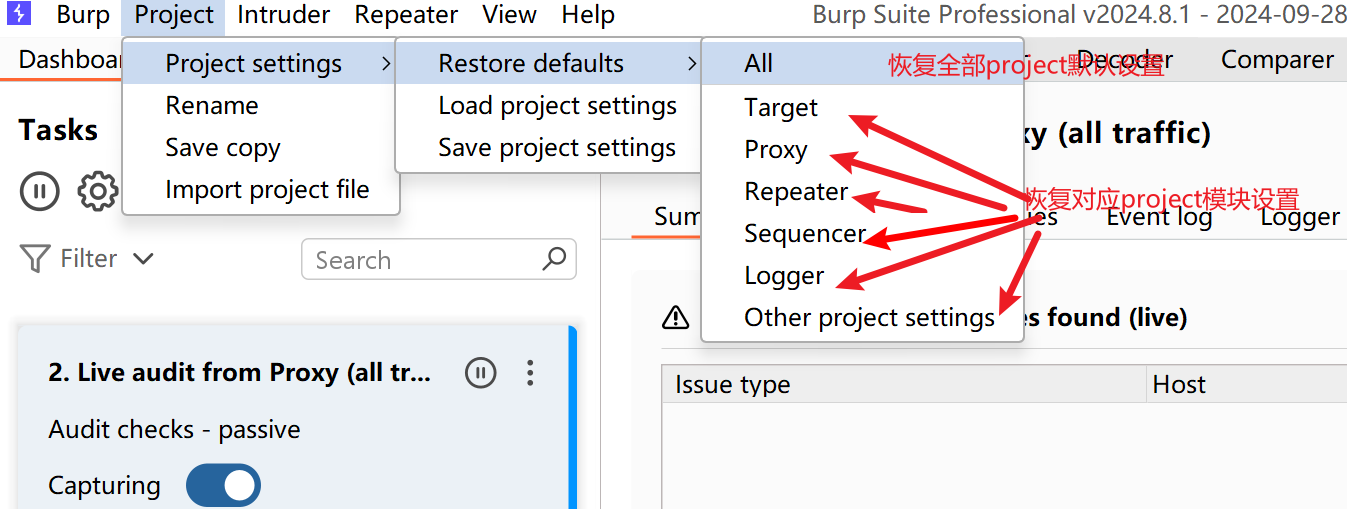 Burp Project Intruder Repeater View Help Burp Suite Professional v2024.8.1 - 2024-09-28
Dashboar Project settings Restore defaults All 恢复全部project默认设置 Decoder Comparer
Rename Load project settings Target
Tasks xy (all traffic)
Save copy Save project settings Proxy
Import project file Repeater 恢复对应project模块设置
Sum ies Event log Logger
Sequencer
Filter Search
Logger
Other project settings s found (live)
2. Live audit from Proxy (all tr...
Issue type Host
Audit checks - passive
Capturing